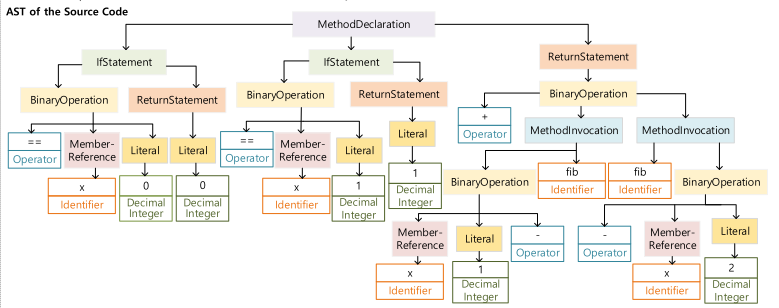 AST of the Source Code
MethodDeclaration
IfStatement
IfStatement
ReturnStatement
BinaryOperation
ReturnStatement
BinaryOperation
ReturnStatement
BinaryOperation
+
Operator
MethodInvocation
MethodInvocation
==
Operator
Member-
Reference
Literal
Literal
==
Operator
Member-
Reference
Literal
Literal
x
Identifier
0
Decimal
Integer
0
Decimal
Integer
x
Identifier
1
Decimal
Integer
1
Decimal
Integer
BinaryOperation
fib
Identifier
fib
Identifier
BinaryOperation
Member-
Reference
Literal
-
Operator
-
Operator
Member-
Reference
Literal
x
Identifier
1
Decimal
Integer
x
Identifier
2
Decimal
Integer